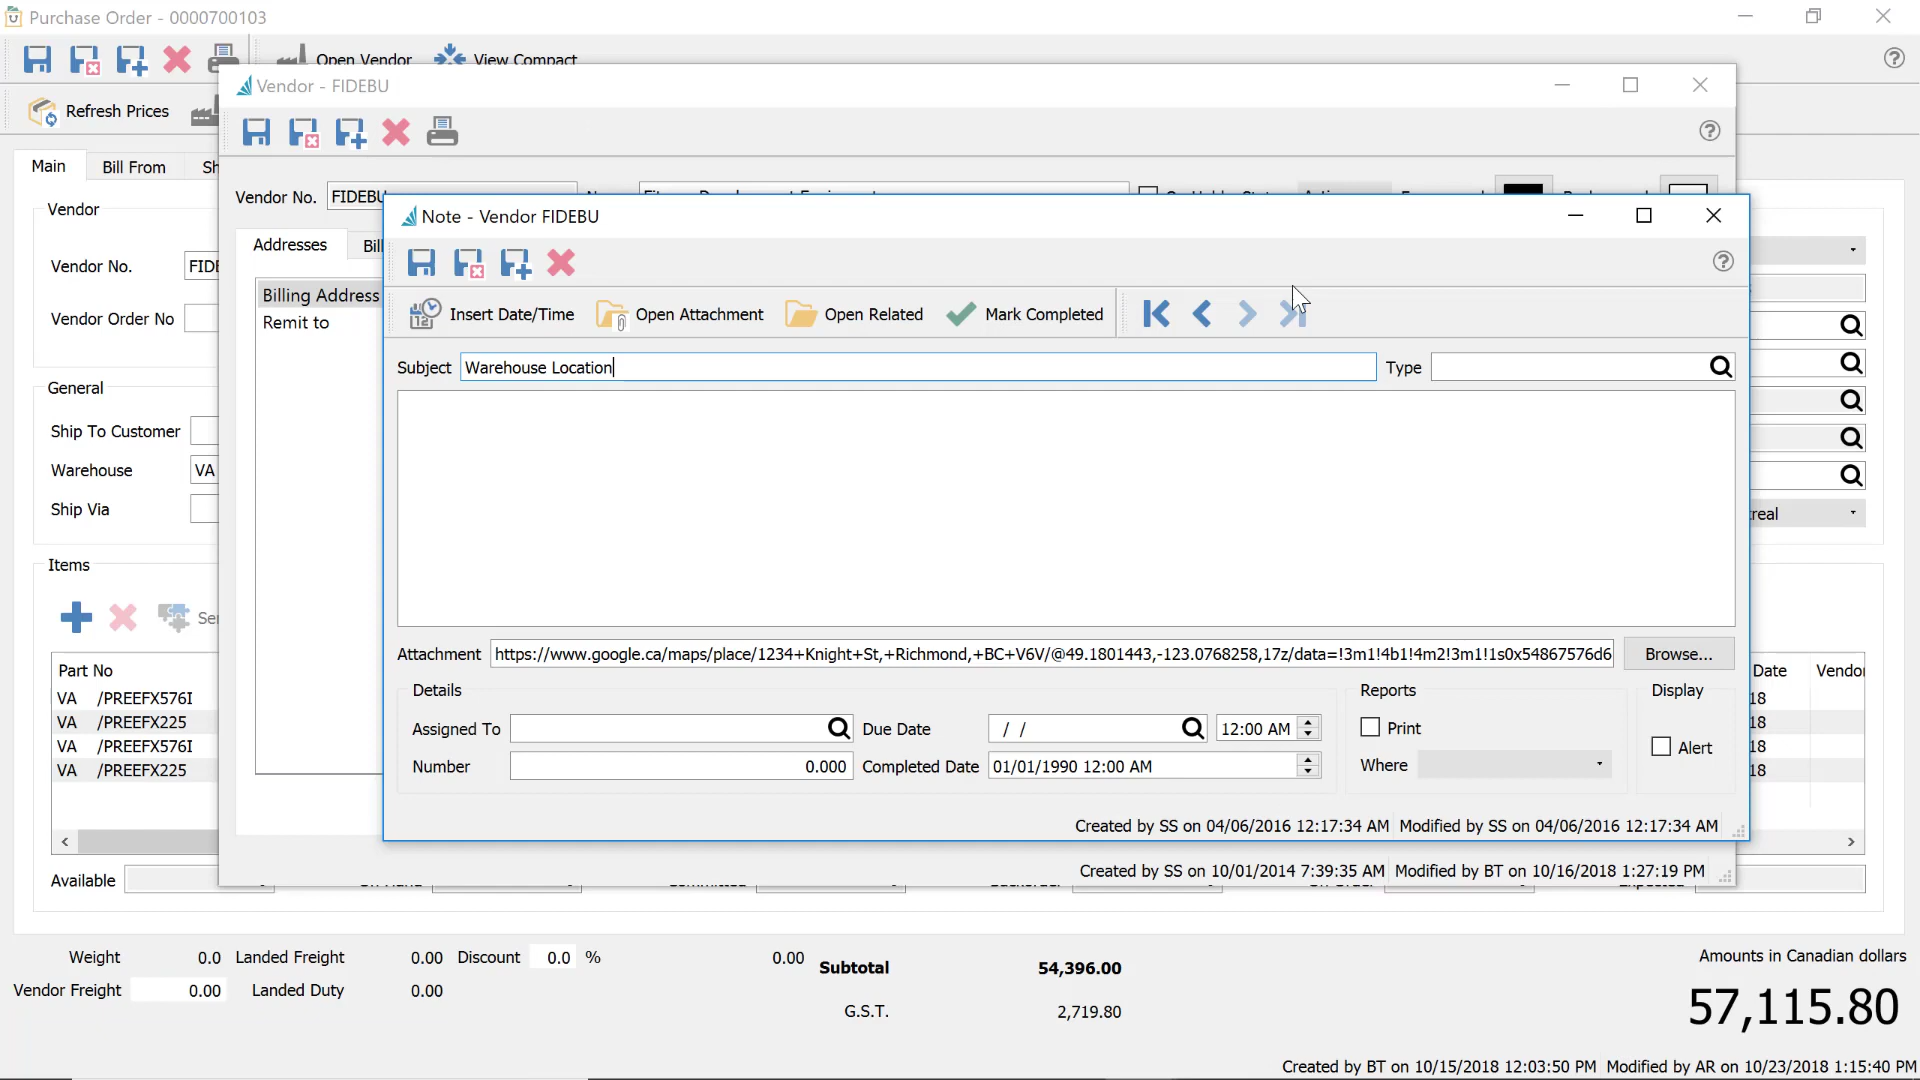 Purchase Order - 0000700103
Open Vendor View Compact
Refresh Prices
Main Bill From Sh
Vendor
Vendor No. FIDE
Vendor Order No
General
Ship To Customer
Warehouse VA
Ship Via
real
Items
Ser
Part No Date Vendor
VA /PREEFX576I 18
VA /PREEFX225 18
VA /PREEFX576I 18
VA /PREEFX225 18
Available
Weight 0.0 Landed Freight 0.00 Discount 0.0 % 0.00 Subtotal 54,396.00
Vendor Freight 0.00 Landed Duty 0.00 G.S.T. 2,719.80
Amounts in Canadian dollars
57,115.80
Created by BT on 10/15/2018 12:03:50 PM Modified by AR on 10/23/2018 1:15:40 PM
Vendor - FIDEBU
Vendor No. FIDEBU
Addresses Bil
Billing Address
Remit to
Created by SS on 10/01/2014 7:39:35 AM Modified by BT on 10/16/2018 1:27:19 PM
Note - Vendor FIDEBU
Insert Date/Time Open Attachment Open Related Mark Completed
Subject Warehouse Location Type
Attachment https://www.google.ca/maps/place/1234+Knight+St,+Richmond,+BC+V6V/@49.1801443,-123.0768258,17z/data=!3m1!4b1!4m2!3m1!1s0x54867576d6 Browse...
Details Reports Display
Assigned To Due Date / / 12:00 AM Print
Alert
Number 0.000 Completed Date 01/01/1990 12:00 AM Where
Created by SS on 04/06/2016 12:17:34 AM Modified by SS on 04/06/2016 12:17:34 AM